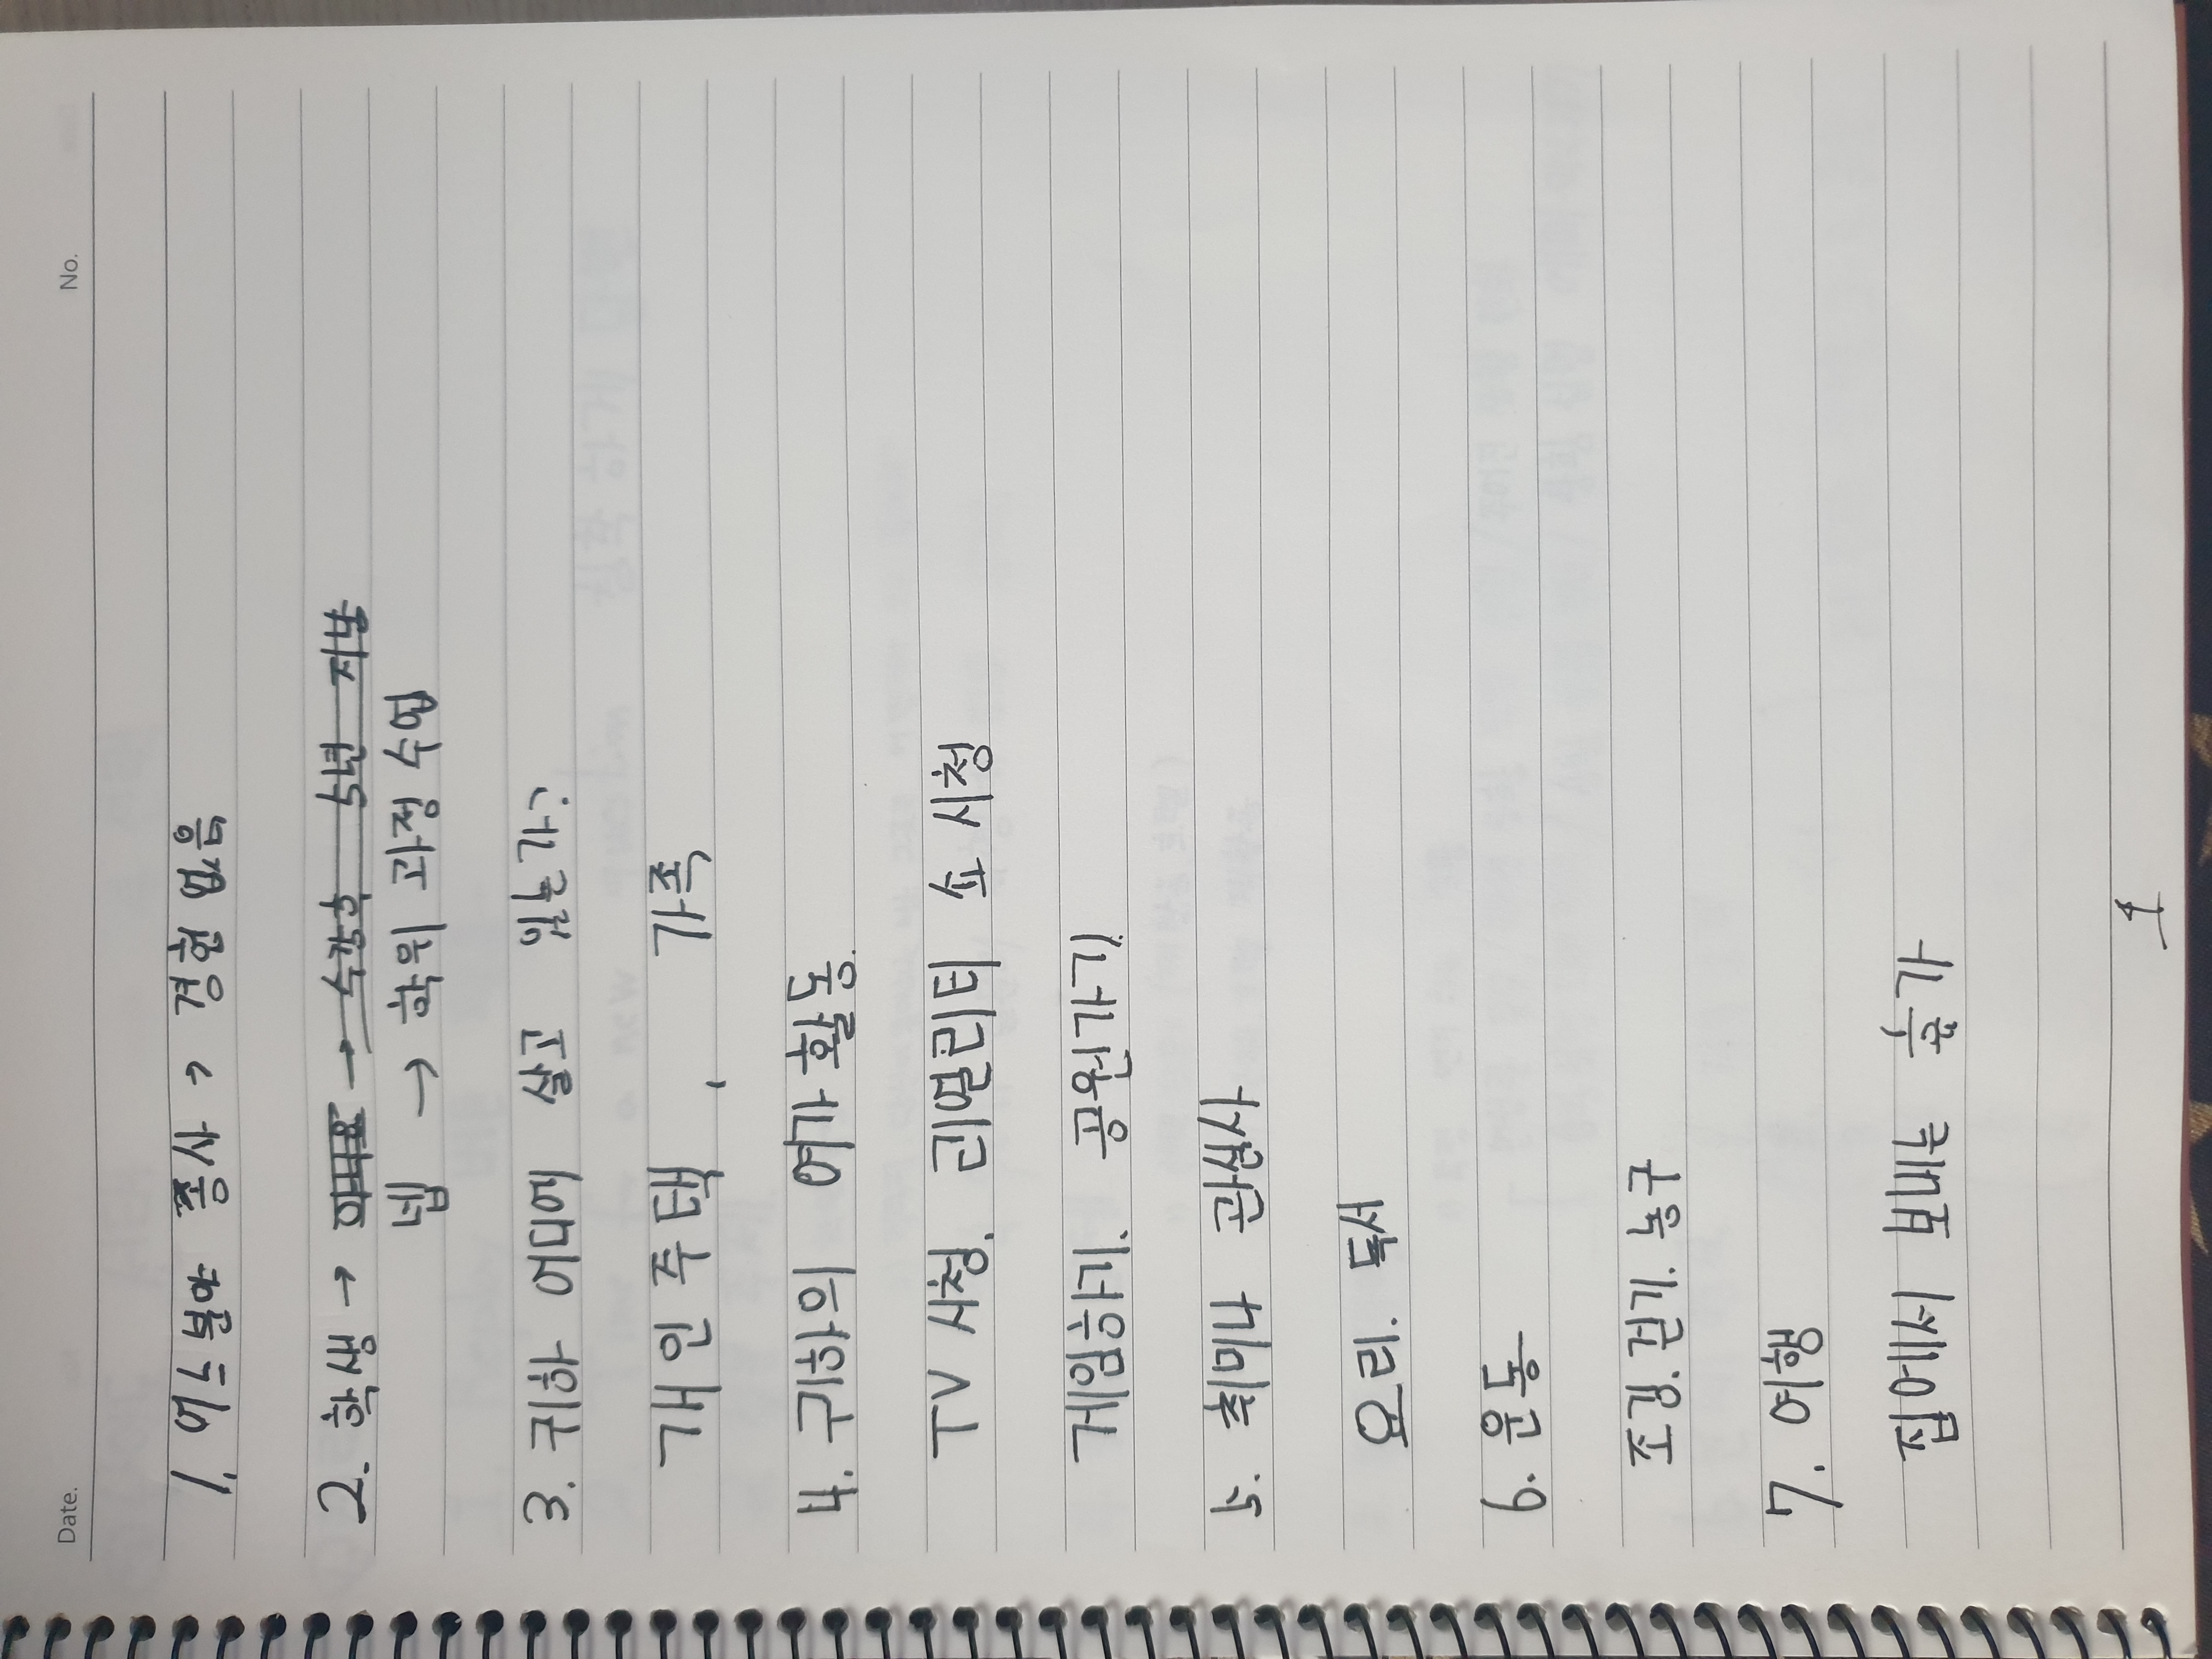 Date.
No.
1. 어느 분야 종사 → 경험 없음
2. 학생 → 아니요 → 수강후 5년 지남
넵 → 학위 과정 수업
3. 귀하 어디에 살고 있는가?
개인주택, 가족
4. 귀하의 여가 활동.
TV 시청. 리얼리티 쇼 시청
게임하기. 공원가기.
5. 취미나 관심사
요리. 독서
6. 운동
조깅. 걷기. 농구
7. 여행
집에서 보내는 휴가
1